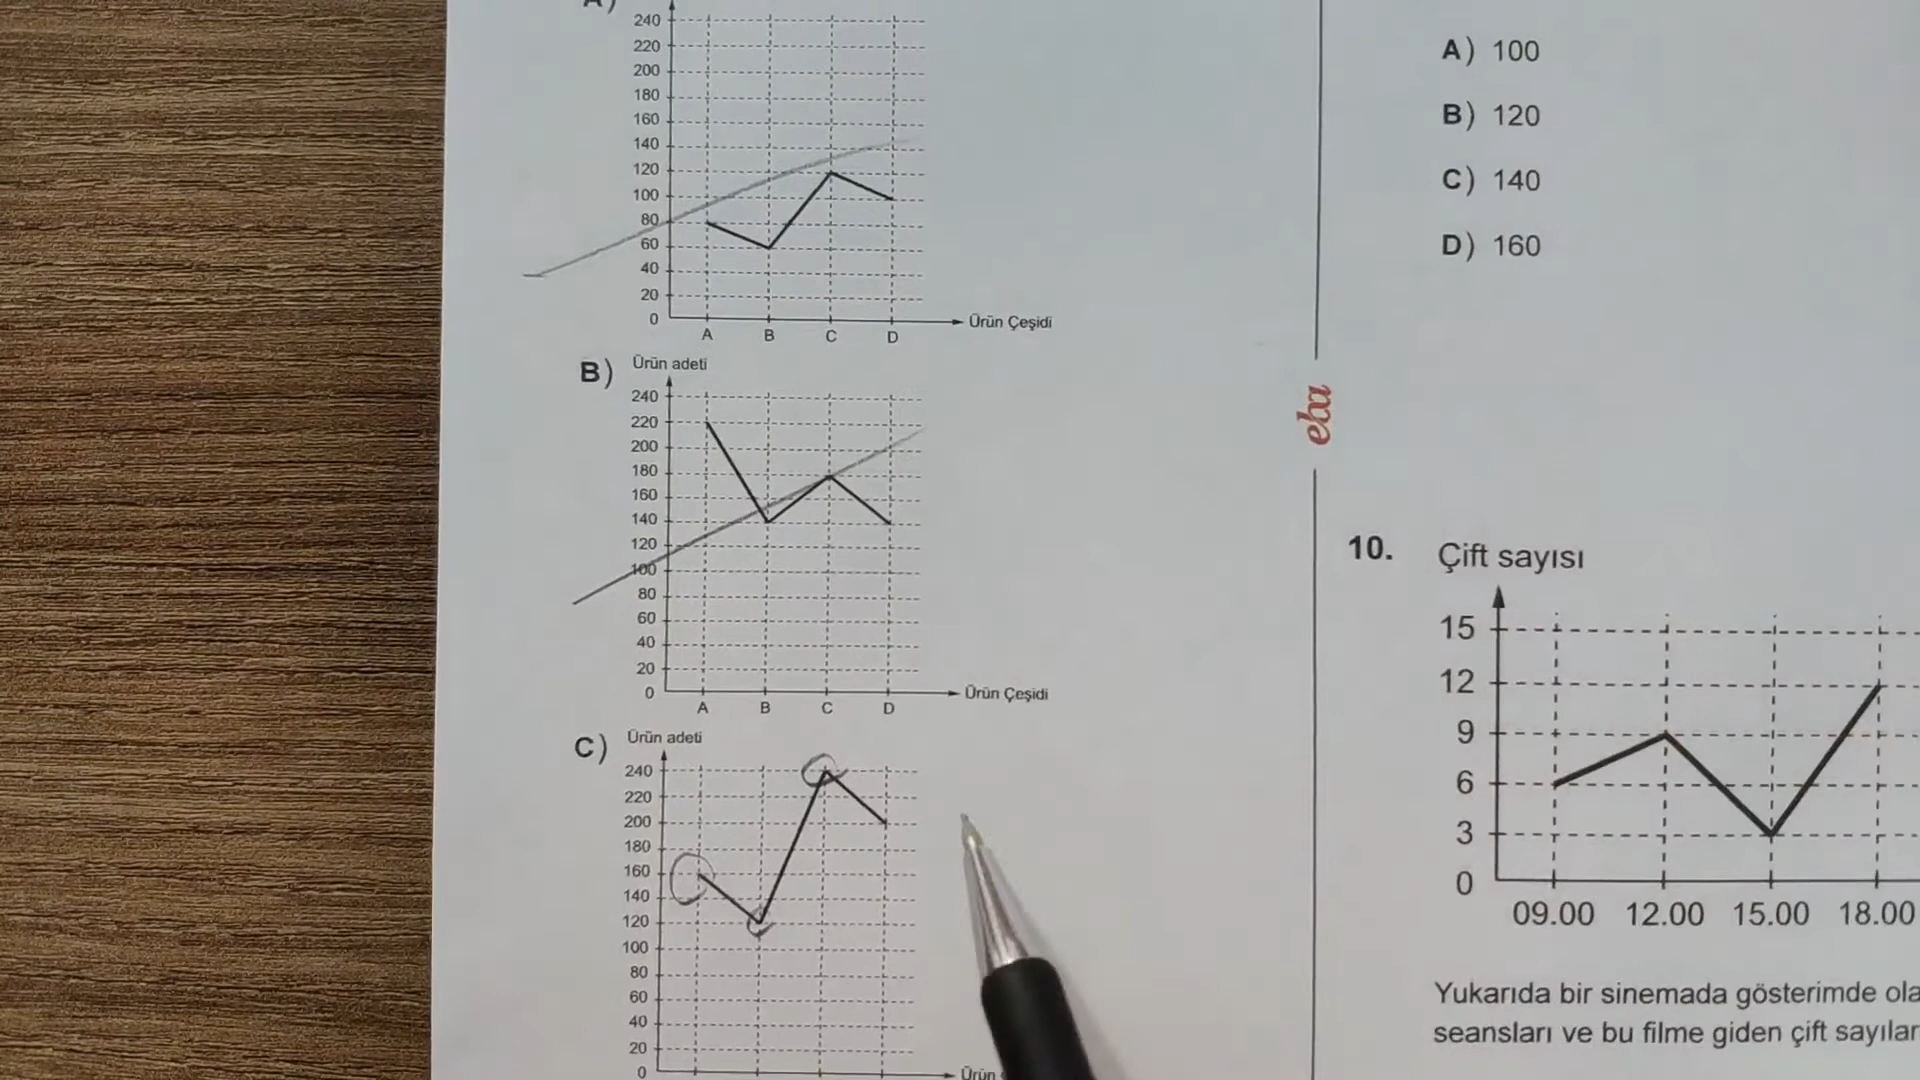 A)
240
220
200
180
160
140
120
100
80
60
40
20
0
A B C D
Ürün Çeşidi
B)
Ürün adeti
240
220
200
180
160
140
120
100
80
60
40
20
0
A B C D
Ürün Çeşidi
C)
Ürün adeti
240
220
200
180
160
140
120
100
80
60
40
20
0
Ürün
eba
A) 100
B) 120
C) 140
D) 160
10.
Çift sayısı
15
12
9
6
3
0
09.00 12.00 15.00 18.00
Yukarıda bir sinemada gösterimde ola
seansları ve bu filme giden çift sayılar